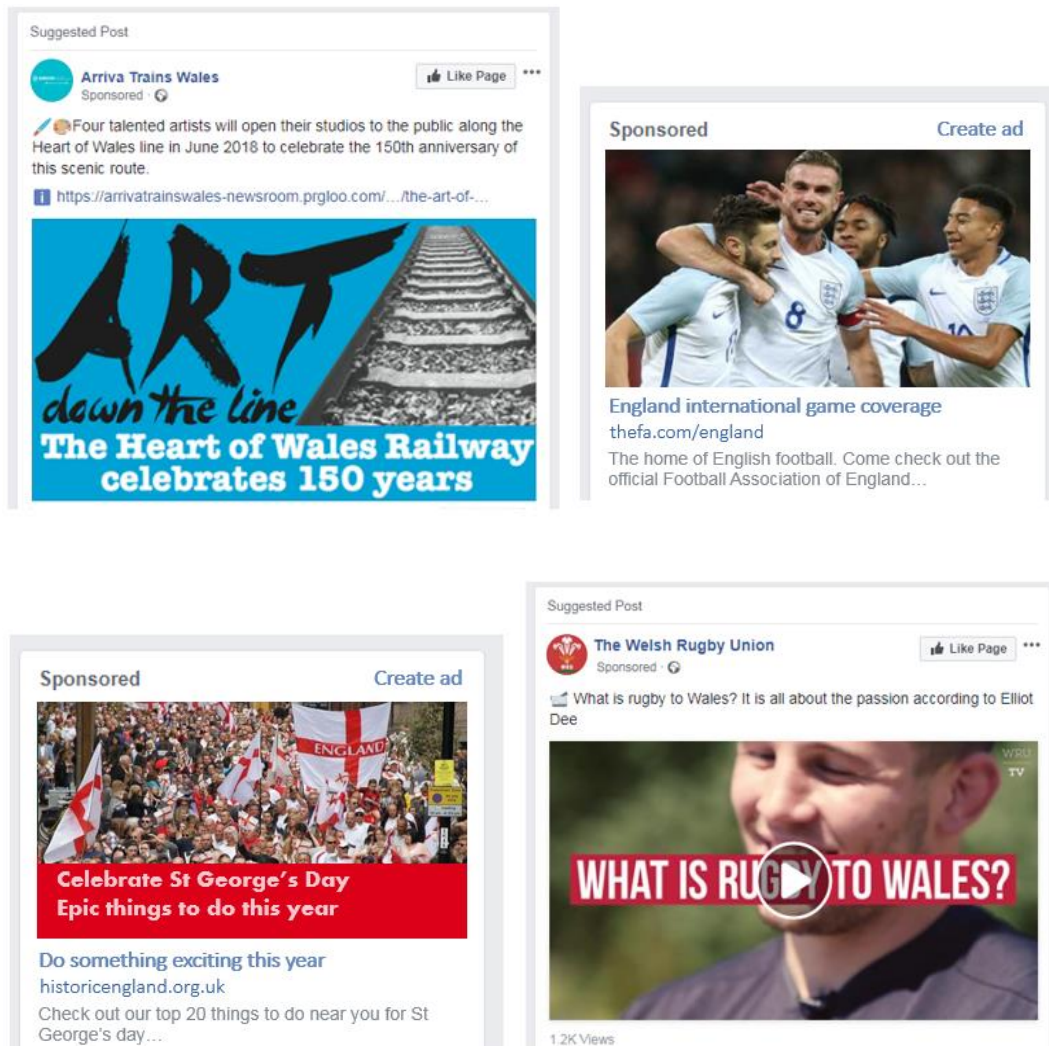 Suggested Post
Arriva Trains Wales
Sponsored ·
Like Page
Four talented artists will open their studios to the public along the
Heart of Wales line in June 2018 to celebrate the 150th anniversary of
this scenic route.
https://arrivatrainswales-newsroom.prgloo.com/.../the-art-of-...
ART
down the line
The Heart of Wales Railway
celebrates 150 years
Sponsored
Create ad
8
10
England international game coverage
thefa.com/england
The home of English football. Come check out the
official Football Association of England...
Sponsored
Create ad
ENGLAND
Celebrate St George's Day
Epic things to do this year
Do something exciting this year
historicengland.org.uk
Check out our top 20 things to do near you for St
George's day...
Suggested Post
The Welsh Rugby Union
Sponsored ·
Like Page
What is rugby to Wales? It is all about the passion according to Elliot
Dee
WRU
TV
WHAT IS RUGBY TO WALES?
1.2K Views